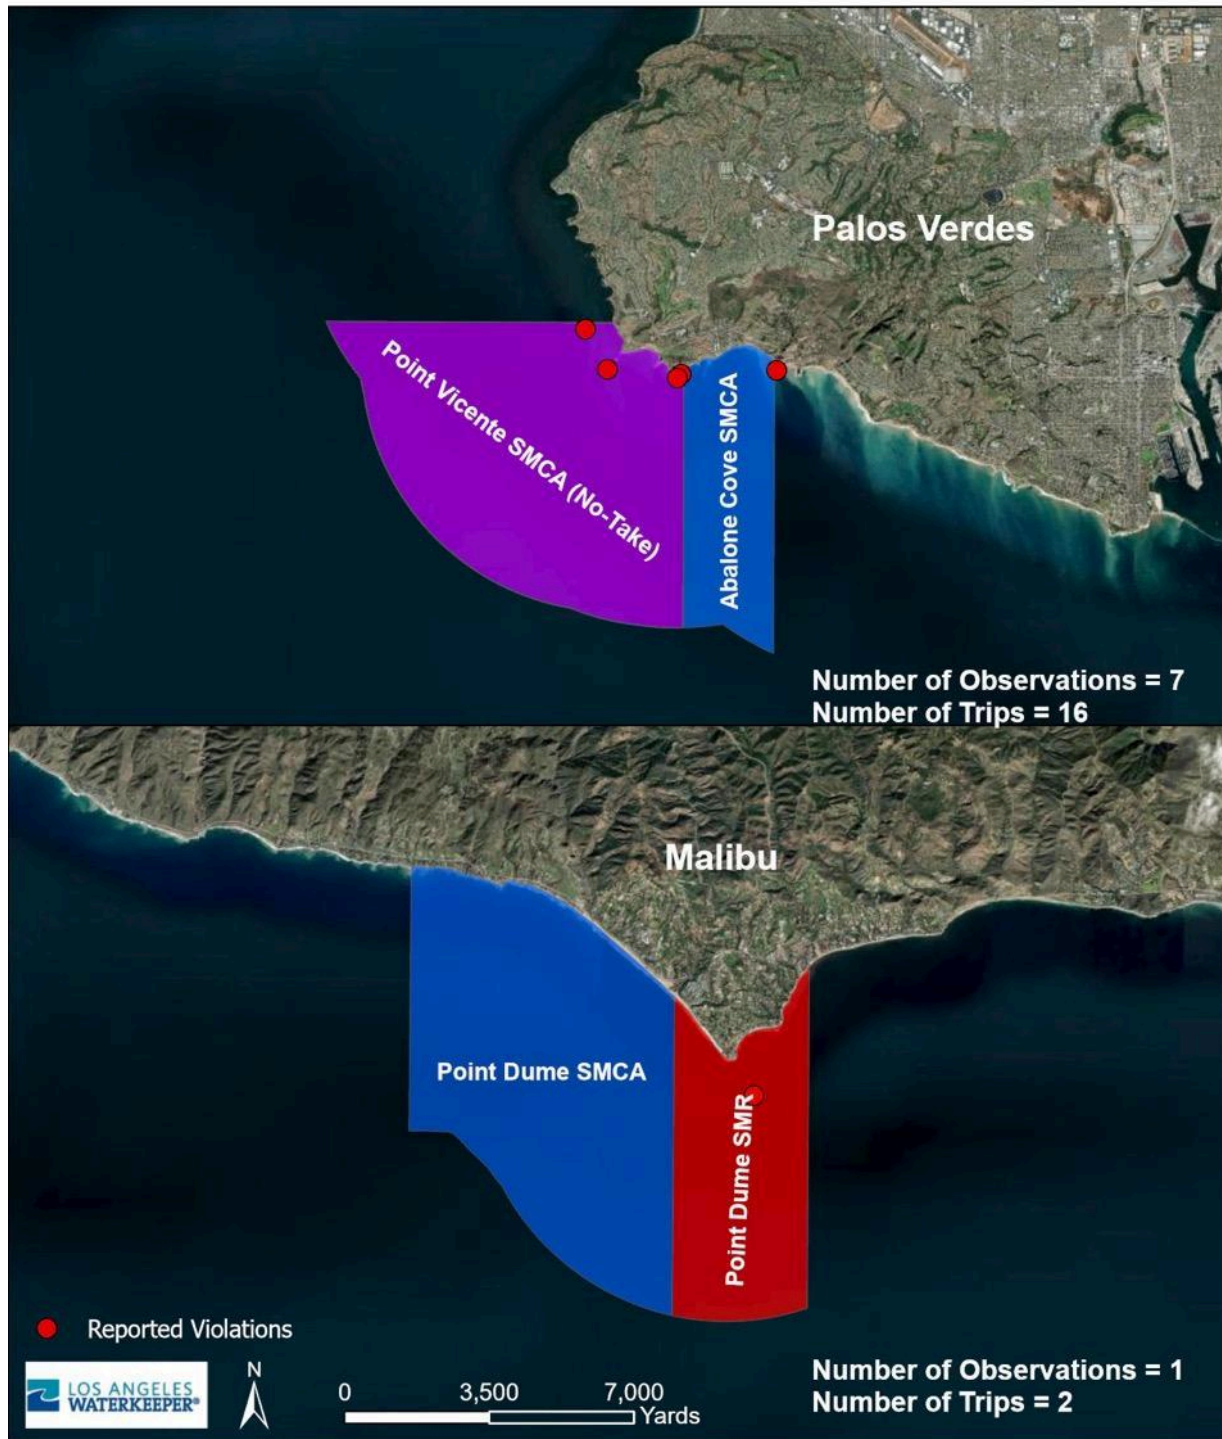 Palos Verdes
Point Vicente SMCA (No-Take)
Abalone Cove SMCA
Number of Observations = 7
Number of Trips = 16
Malibu
Point Dume SMCA
Point Dume SMR
Reported Violations
LOS ANGELES
WATERKEEPER®
N
0 3,500 7,000
Yards
Number of Observations = 1
Number of Trips = 2